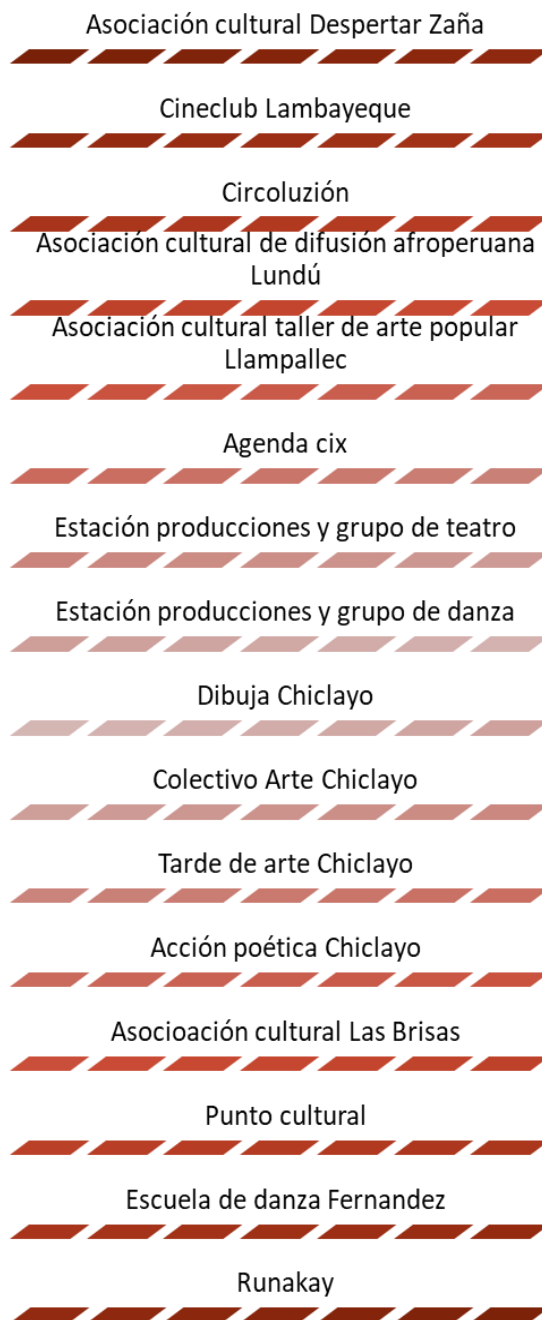 Asociación cultural Despertar Zaña
Cineclub Lambayeque
Circoluzión
Asociación cultural de difusión afroperuana
Lundú
Asociación cultural taller de arte popular
Llampallec
Agenda cix
Estación producciones y grupo de teatro
Estación producciones y grupo de danza
Dibuja Chiclayo
Colectivo Arte Chiclayo
Tarde de arte Chiclayo
Acción poética Chiclayo
Asocioación cultural Las Brisas
Punto cultural
Escuela de danza Fernandez
Runakay